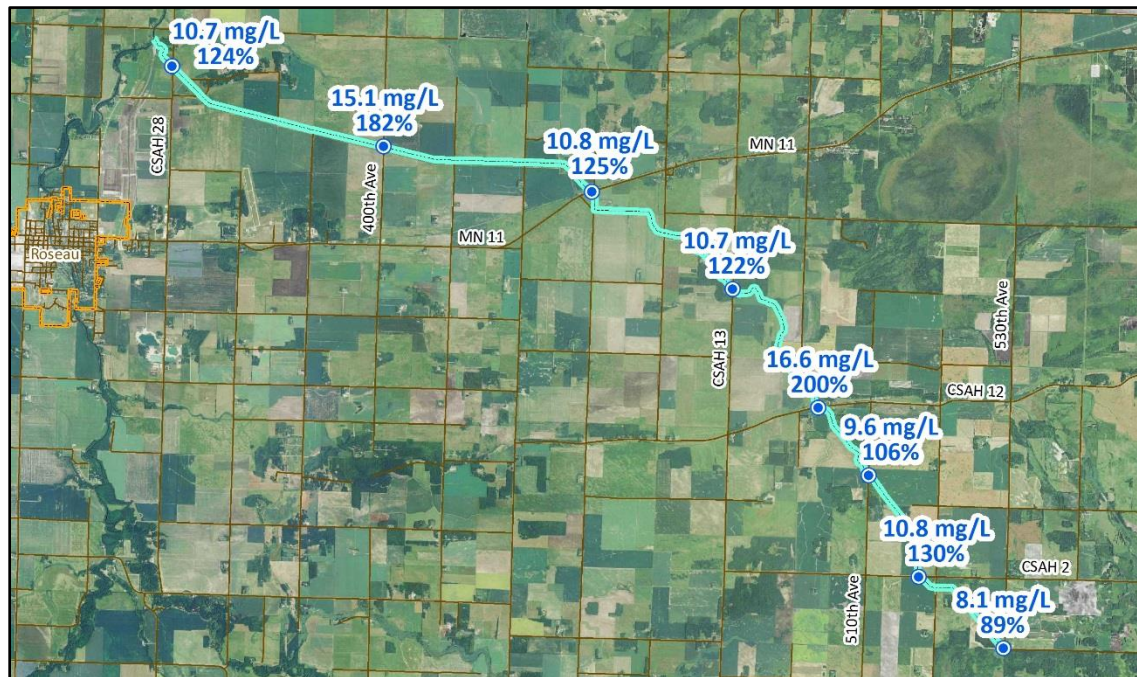 10.7 mg/L
124%
CSAH 28
15.1 mg/L
182%
400th Ave
10.8 mg/L
125%
MN 11
MN 11
Roseau
10.7 mg/L
122%
CSAH 13
530th Ave
16.6 mg/L
200%
CSAH 12
9.6 mg/L
106%
10.8 mg/L
130%
CSAH 2
510th Ave
8.1 mg/L
89%